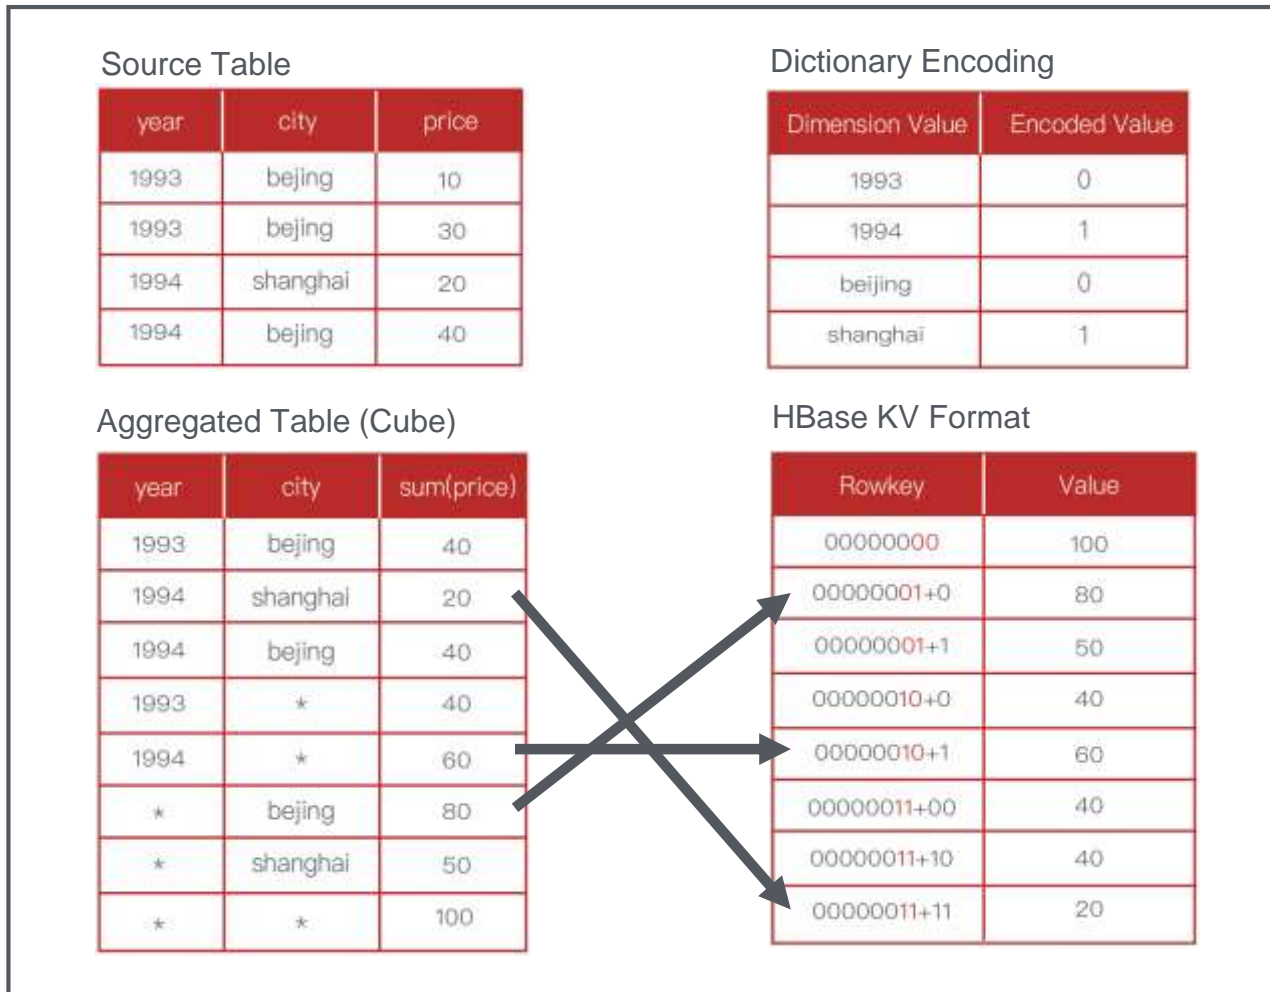 Source Table
year city price
1993 bejing 10
1993 bejing 30
1994 shanghai 20
1994 bejing 40
Dictionary Encoding
Dimension Value Encoded Value
1993 0
1994 1
beijing 0
shanghai 1
Aggregated Table (Cube)
year city sum(price)
1993 bejing 40
1994 shanghai 20
1994 bejing 40
1993 * 40
1994 * 60
* bejing 80
* shanghai 50
* * 100
HBase KV Format
Rowkey Value
00000000 100
00000001+0 80
00000001+1 50
00000010+0 40
00000010+1 60
00000011+00 40
00000011+10 40
00000011+11 20